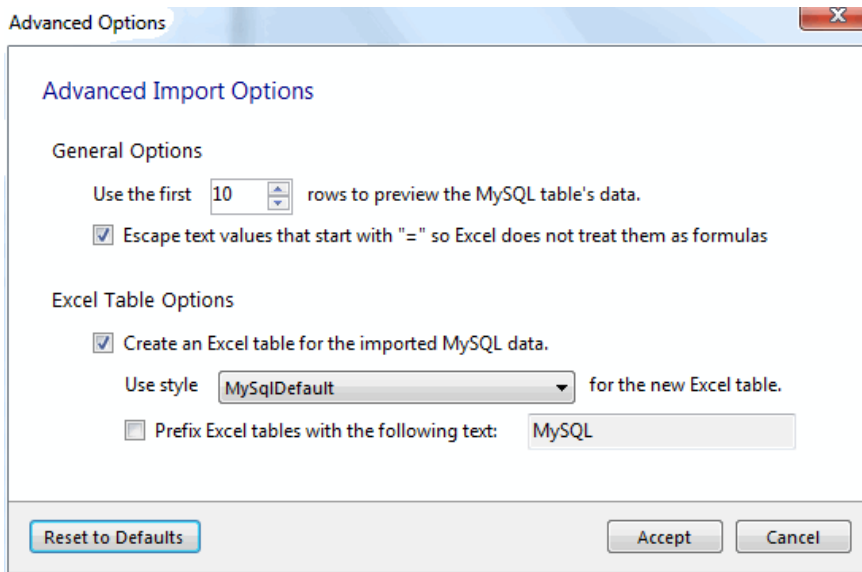 Advanced Options
Advanced Import Options
General Options
Use the first 10 rows to preview the MySQL table's data.
Escape text values that start with "=" so Excel does not treat them as formulas
Excel Table Options
Create an Excel table for the imported MySQL data.
Use style MySqlDefault for the new Excel table.
Prefix Excel tables with the following text: MySQL
Reset to Defaults Accept Cancel